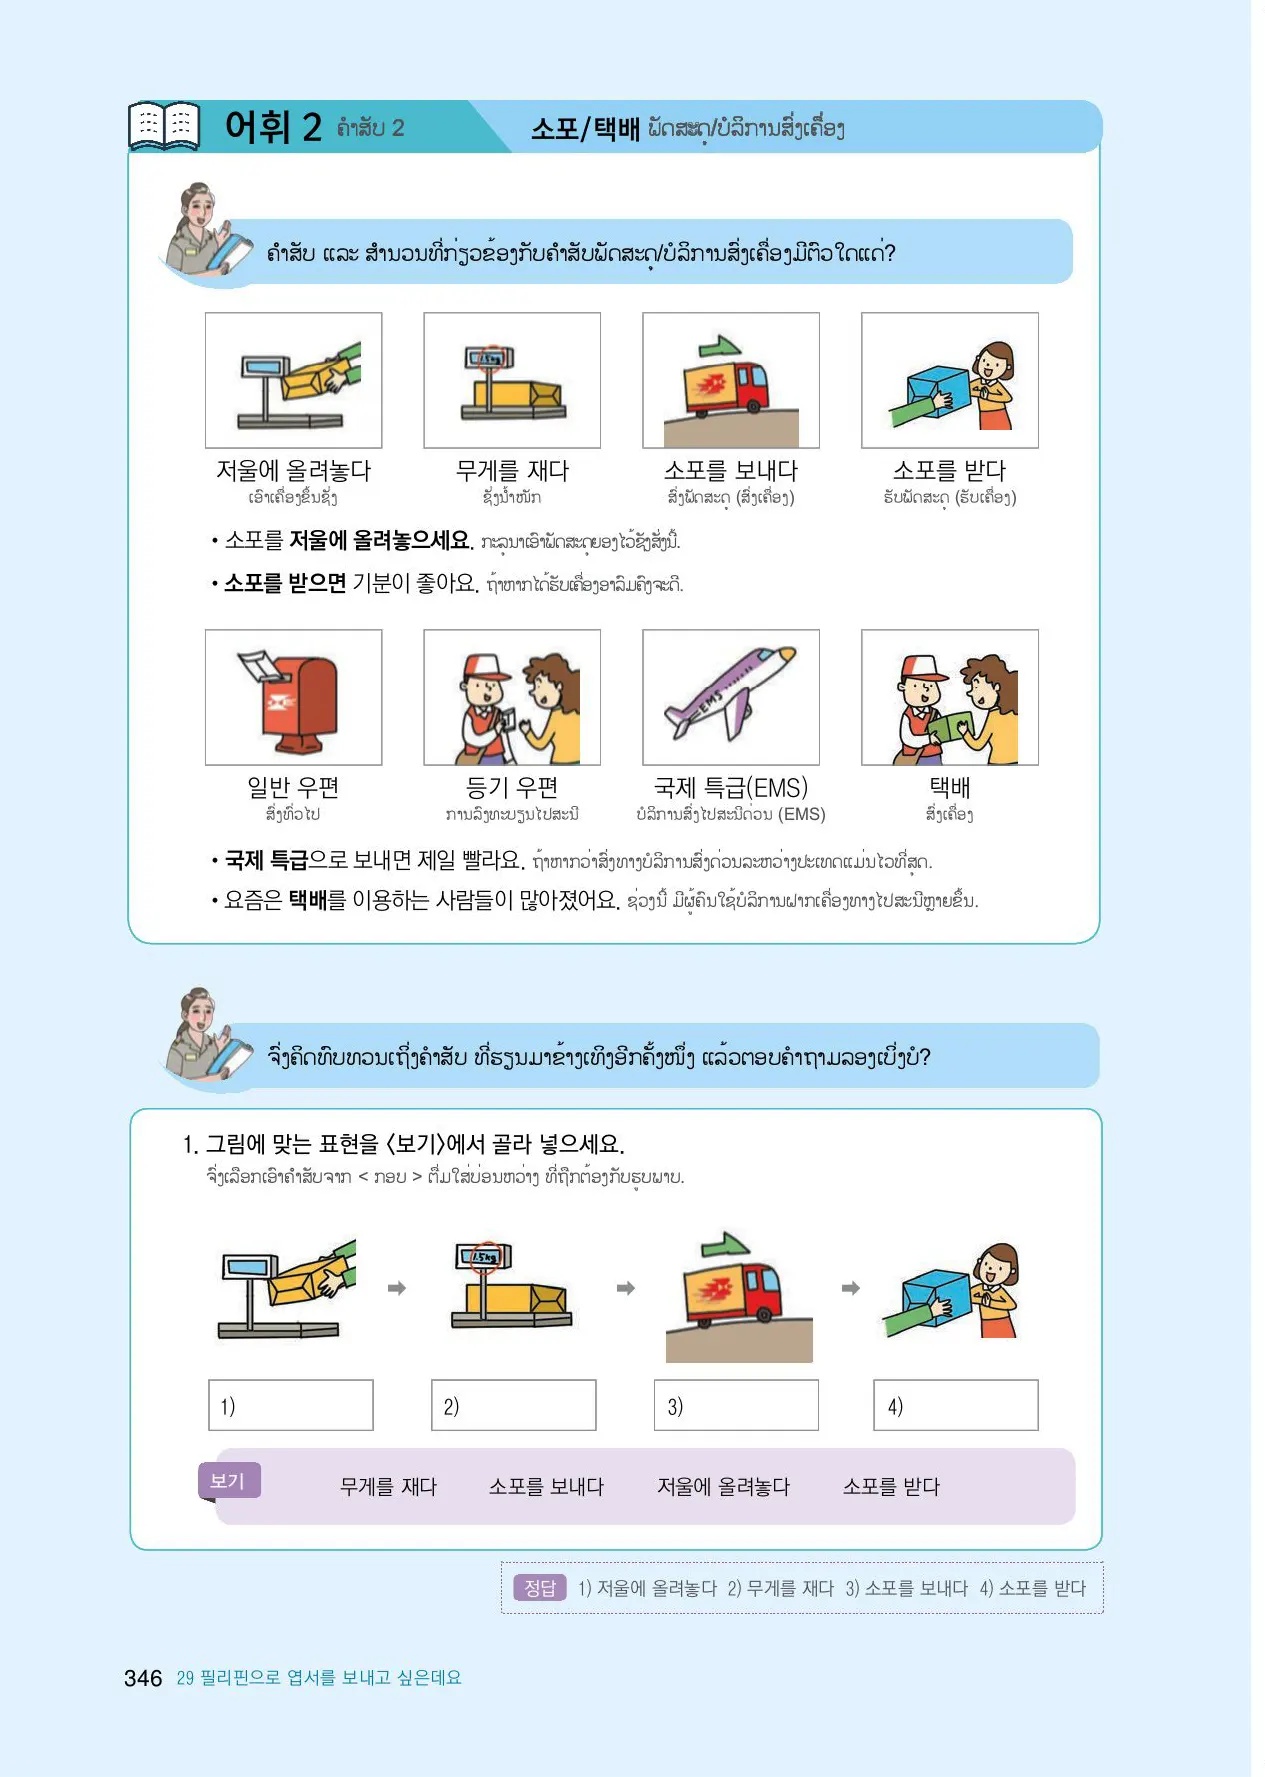 어휘 2 ຄຳສັບ 2 소포/택배 ພັດສະດຸ/ບໍລິການສົ່ງເຄື່ອງ
ຄຳສັບ ແລະ ສຳນວນທີ່ກ່ຽວຂ້ອງກັບຄຳສັບພັດສະດຸ/ບໍລິການສົ່ງເຄື່ອງມີຕົວໃດແດ່?
1.5kg
저울에 올려놓다 무게를 재다 소포를 보내다 소포를 받다
ເອົາເຄື່ອງຂຶ້ນຊັ່ງ ຊັ່ງນ້ຳໜັກ ສົ່ງພັດສະດຸ (ສົ່ງເຄື່ອງ) ຮັບພັດສະດຸ (ຮັບເຄື່ອງ)
• 소포를 저울에 올려놓으세요. ກະລຸນາເອົາພັດສະດຸຍອງໄວ້ຊັງສັ່ງນີ້.
• 소포를 받으면 기분이 좋아요. ຖ້າຫາກໄດ້ຮັບເຄື່ອງອາລົມຄົງຈະດີ.
EMS
일반 우편 등기 우편 국제 특급(EMS) 택배
ສົ່ງທົ່ວໄປ ການລົງທະບຽນໄປສະນີ ບໍລິການສົ່ງໄປສະນີດ່ວນ (EMS) ສົ່ງເຄື່ອງ
• 국제 특급으로 보내면 제일 빨라요. ຖ້າຫາກວ່າສົ່ງທາງບໍລິການສົ່ງດ່ວນລະຫວ່າງປະເທດແມ່ນໄວທີ່ສຸດ.
• 요즘은 택배를 이용하는 사람들이 많아졌어요. ຊ່ວງນີ້ ມີຜູ້ຄົນໃຊ້ບໍລິການຝາກເຄື່ອງທາງໄປສະນີຫຼາຍຂຶ້ນ.
ຈົ່ງຄິດທົບທວນເຖິ່ງຄຳສັບ ທີ່ຮຽນມາຂ້າງເທິງອີກຄັ້ງໜຶ່ງ ແລ້ວຕອບຄຳຖາມລອງເບິ່ງບໍ?
1. 그림에 맞는 표현을 〈보기〉에서 골라 넣으세요.
ຈົ່ງເລືອກເອົາຄຳສັບຈາກ < ກອບ > ຕື່ມໃສ່ບ່ອນຫວ່າງ ທີ່ຖືກຕ້ອງກັບຮູບພາບ.
1.5kg
1) 2) 3) 4)
보기 무게를 재다 소포를 보내다 저울에 올려놓다 소포를 받다
정답 1) 저울에 올려놓다 2) 무게를 재다 3) 소포를 보내다 4) 소포를 받다
346 29 필리핀으로 엽서를 보내고 싶은데요